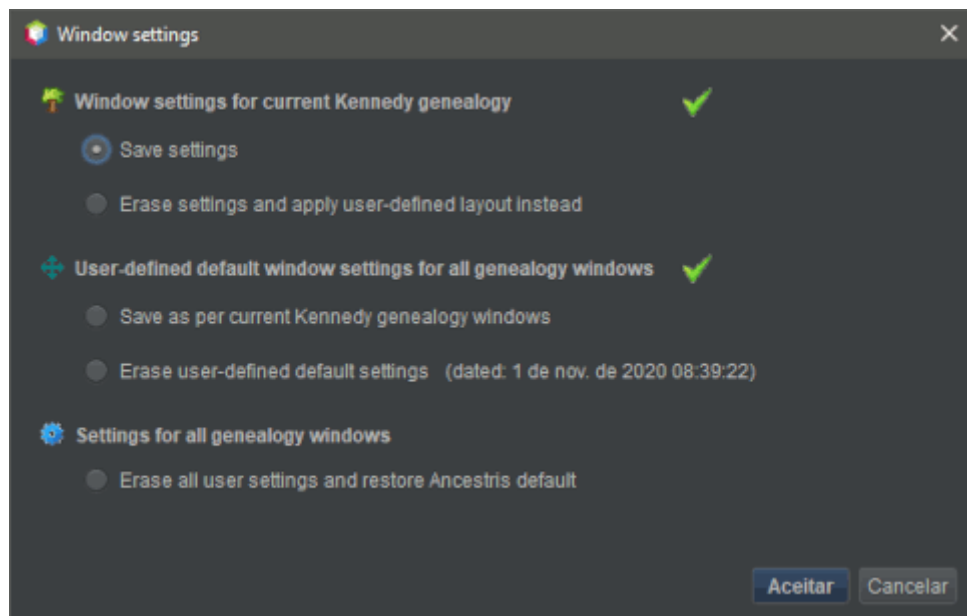 Window settings
Window settings for current Kennedy genealogy
Save settings
Erase settings and apply user-defined layout instead
User-defined default window settings for all genealogy windows
Save as per current Kennedy genealogy windows
Erase user-defined default settings (dated: 1 de nov. de 2020 08:39:22)
Settings for all genealogy windows
Erase all user settings and restore Ancestris default
Aceitar Cancelar